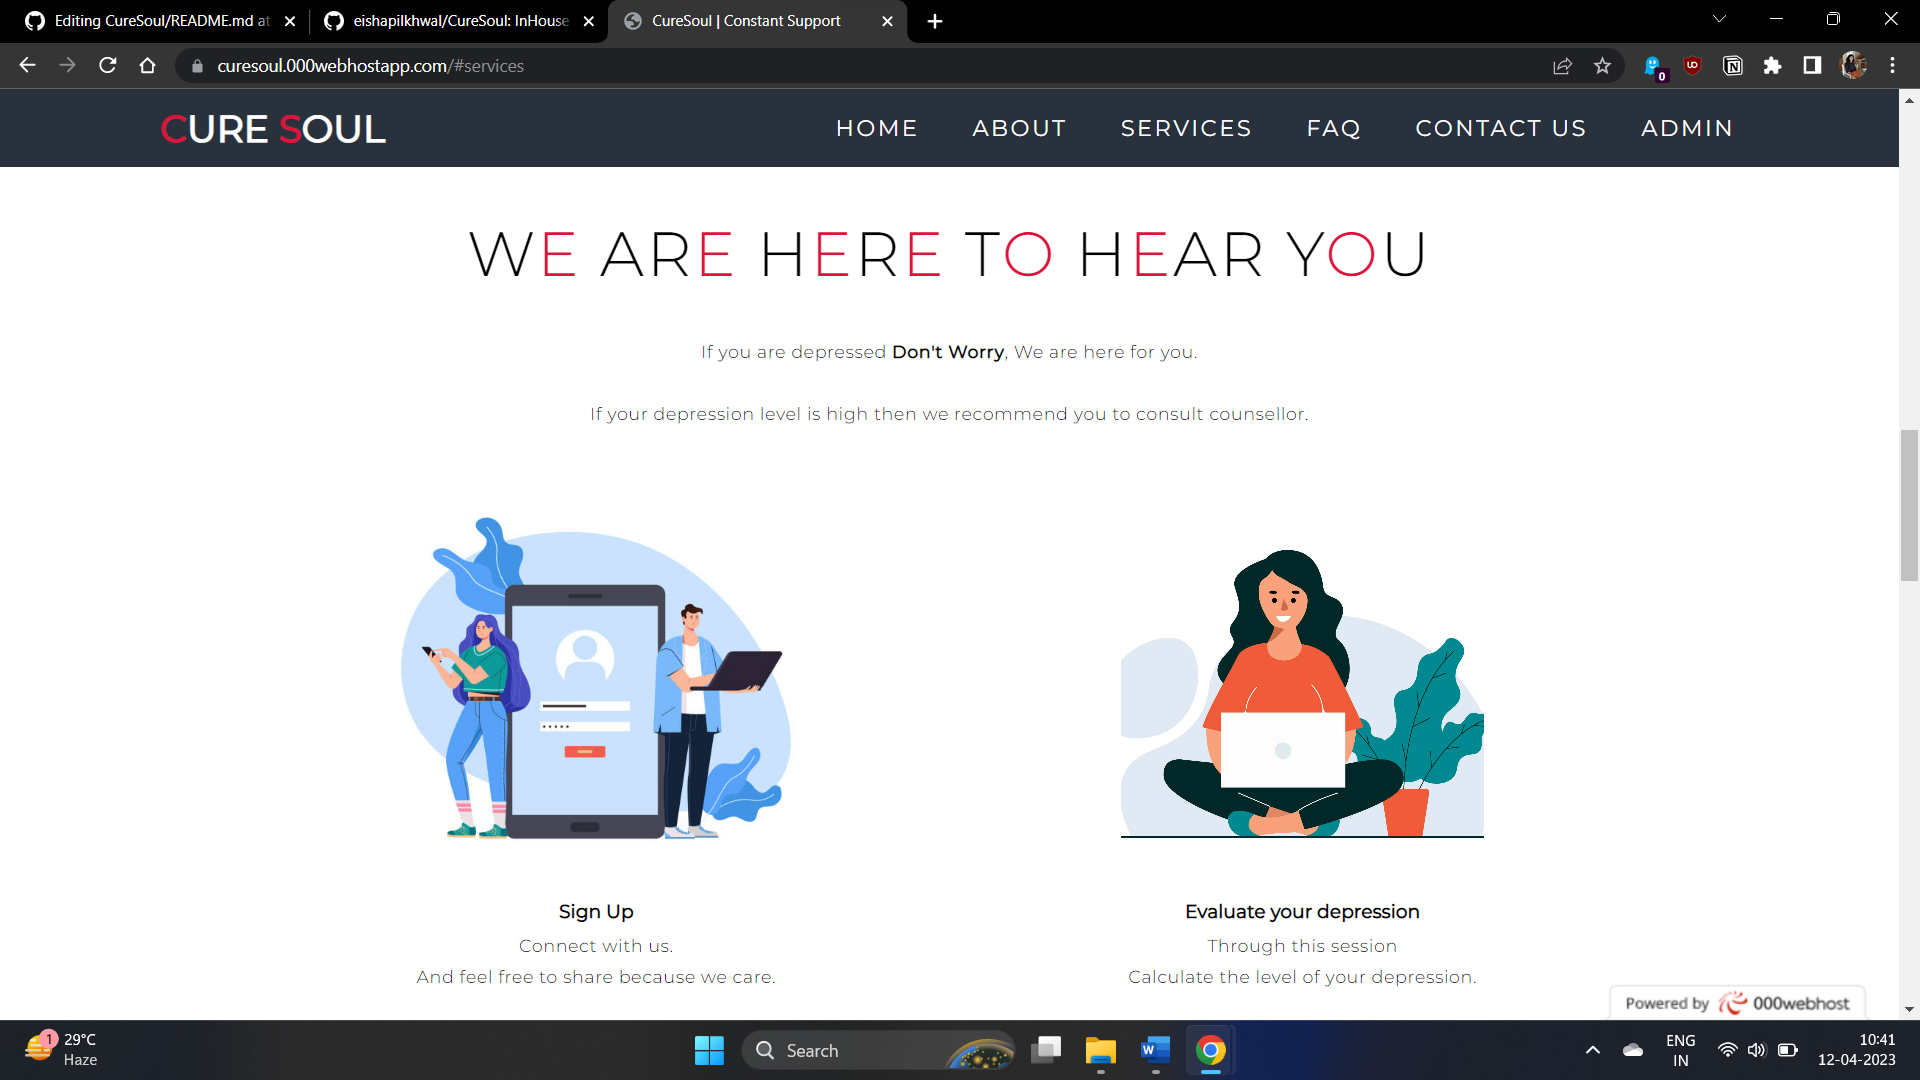 Editing CureSoul/README.md at
eishapilkhwal/CureSoul: InHouse
CureSoul | Constant Support
curesoul.000webhostapp.com/#services
0
CURE SOUL
HOME ABOUT SERVICES FAQ CONTACT US ADMIN
WE ARE HERE TO HEAR YOU
If you are depressed Don't Worry, We are here for you.
If your depression level is high then we recommend you to consult counsellor.
Sign Up
Connect with us.
And feel free to share because we care.
Evaluate your depression
Through this session
Calculate the level of your depression.
Powered by 000webhost
1
29°C
Haze
Search
W
ENG
IN
10:41
12-04-2023